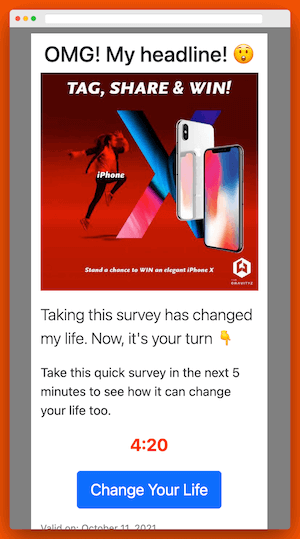 OMG! My headline! 😲
TAG, SHARE & WIN!
iPhone
Stand a chance to WIN an elegant iPhone X
GRAVITYZ
Taking this survey has changed
my life. Now, it's your turn 👇
Take this quick survey in the next 5
minutes to see how it can change
your life too.
4:20
Change Your Life
Valid on: October 11, 2021